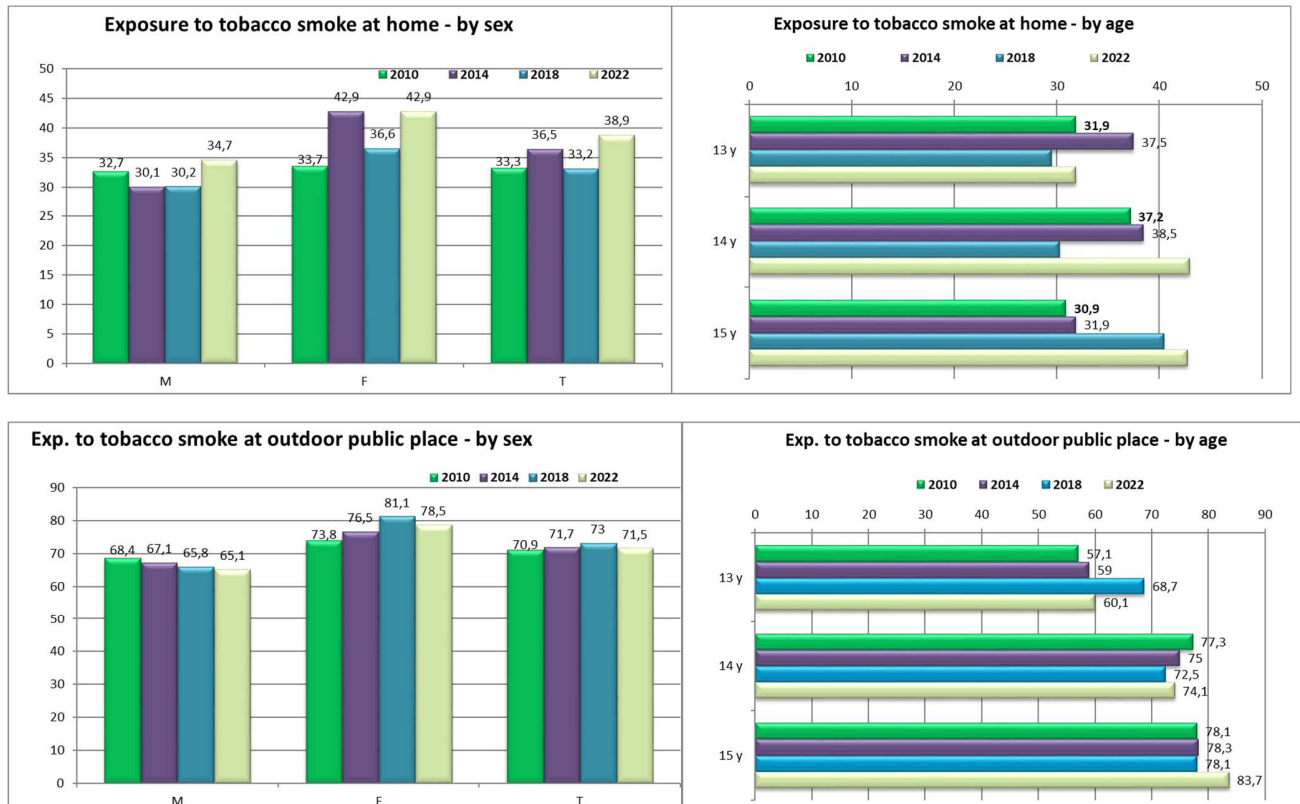 Exposure to tobacco smoke at home - by sex
2010 2014 2018 2022
50
45
40
35
30
25
20
15
10
5
0
32,7 30,1 30,2 34,7
33,7 42,9 36,6 42,9
33,3 36,5 33,2 38,9
M F T
Exposure to tobacco smoke at home - by age
2010 2014 2018 2022
0 10 20 30 40 50
13 y
31,9
37,5
14 y
37,2
38,5
15 y
30,9
31,9
Exp. to tobacco smoke at outdoor public place - by sex
2010 2014 2018 2022
90
80
70
60
50
40
30
20
10
0
68,4 67,1 65,8 65,1
73,8 76,5 81,1 78,5
70,9 71,7 73 71,5
M F T
Exp. to tobacco smoke at outdoor public place - by age
2010 2014 2018 2022
0 10 20 30 40 50 60 70 80 90
13 y
57,1
59
68,7
60,1
14 y
77,3
75
72,5
74,1
15 y
78,1
78,3
78,1
83,7